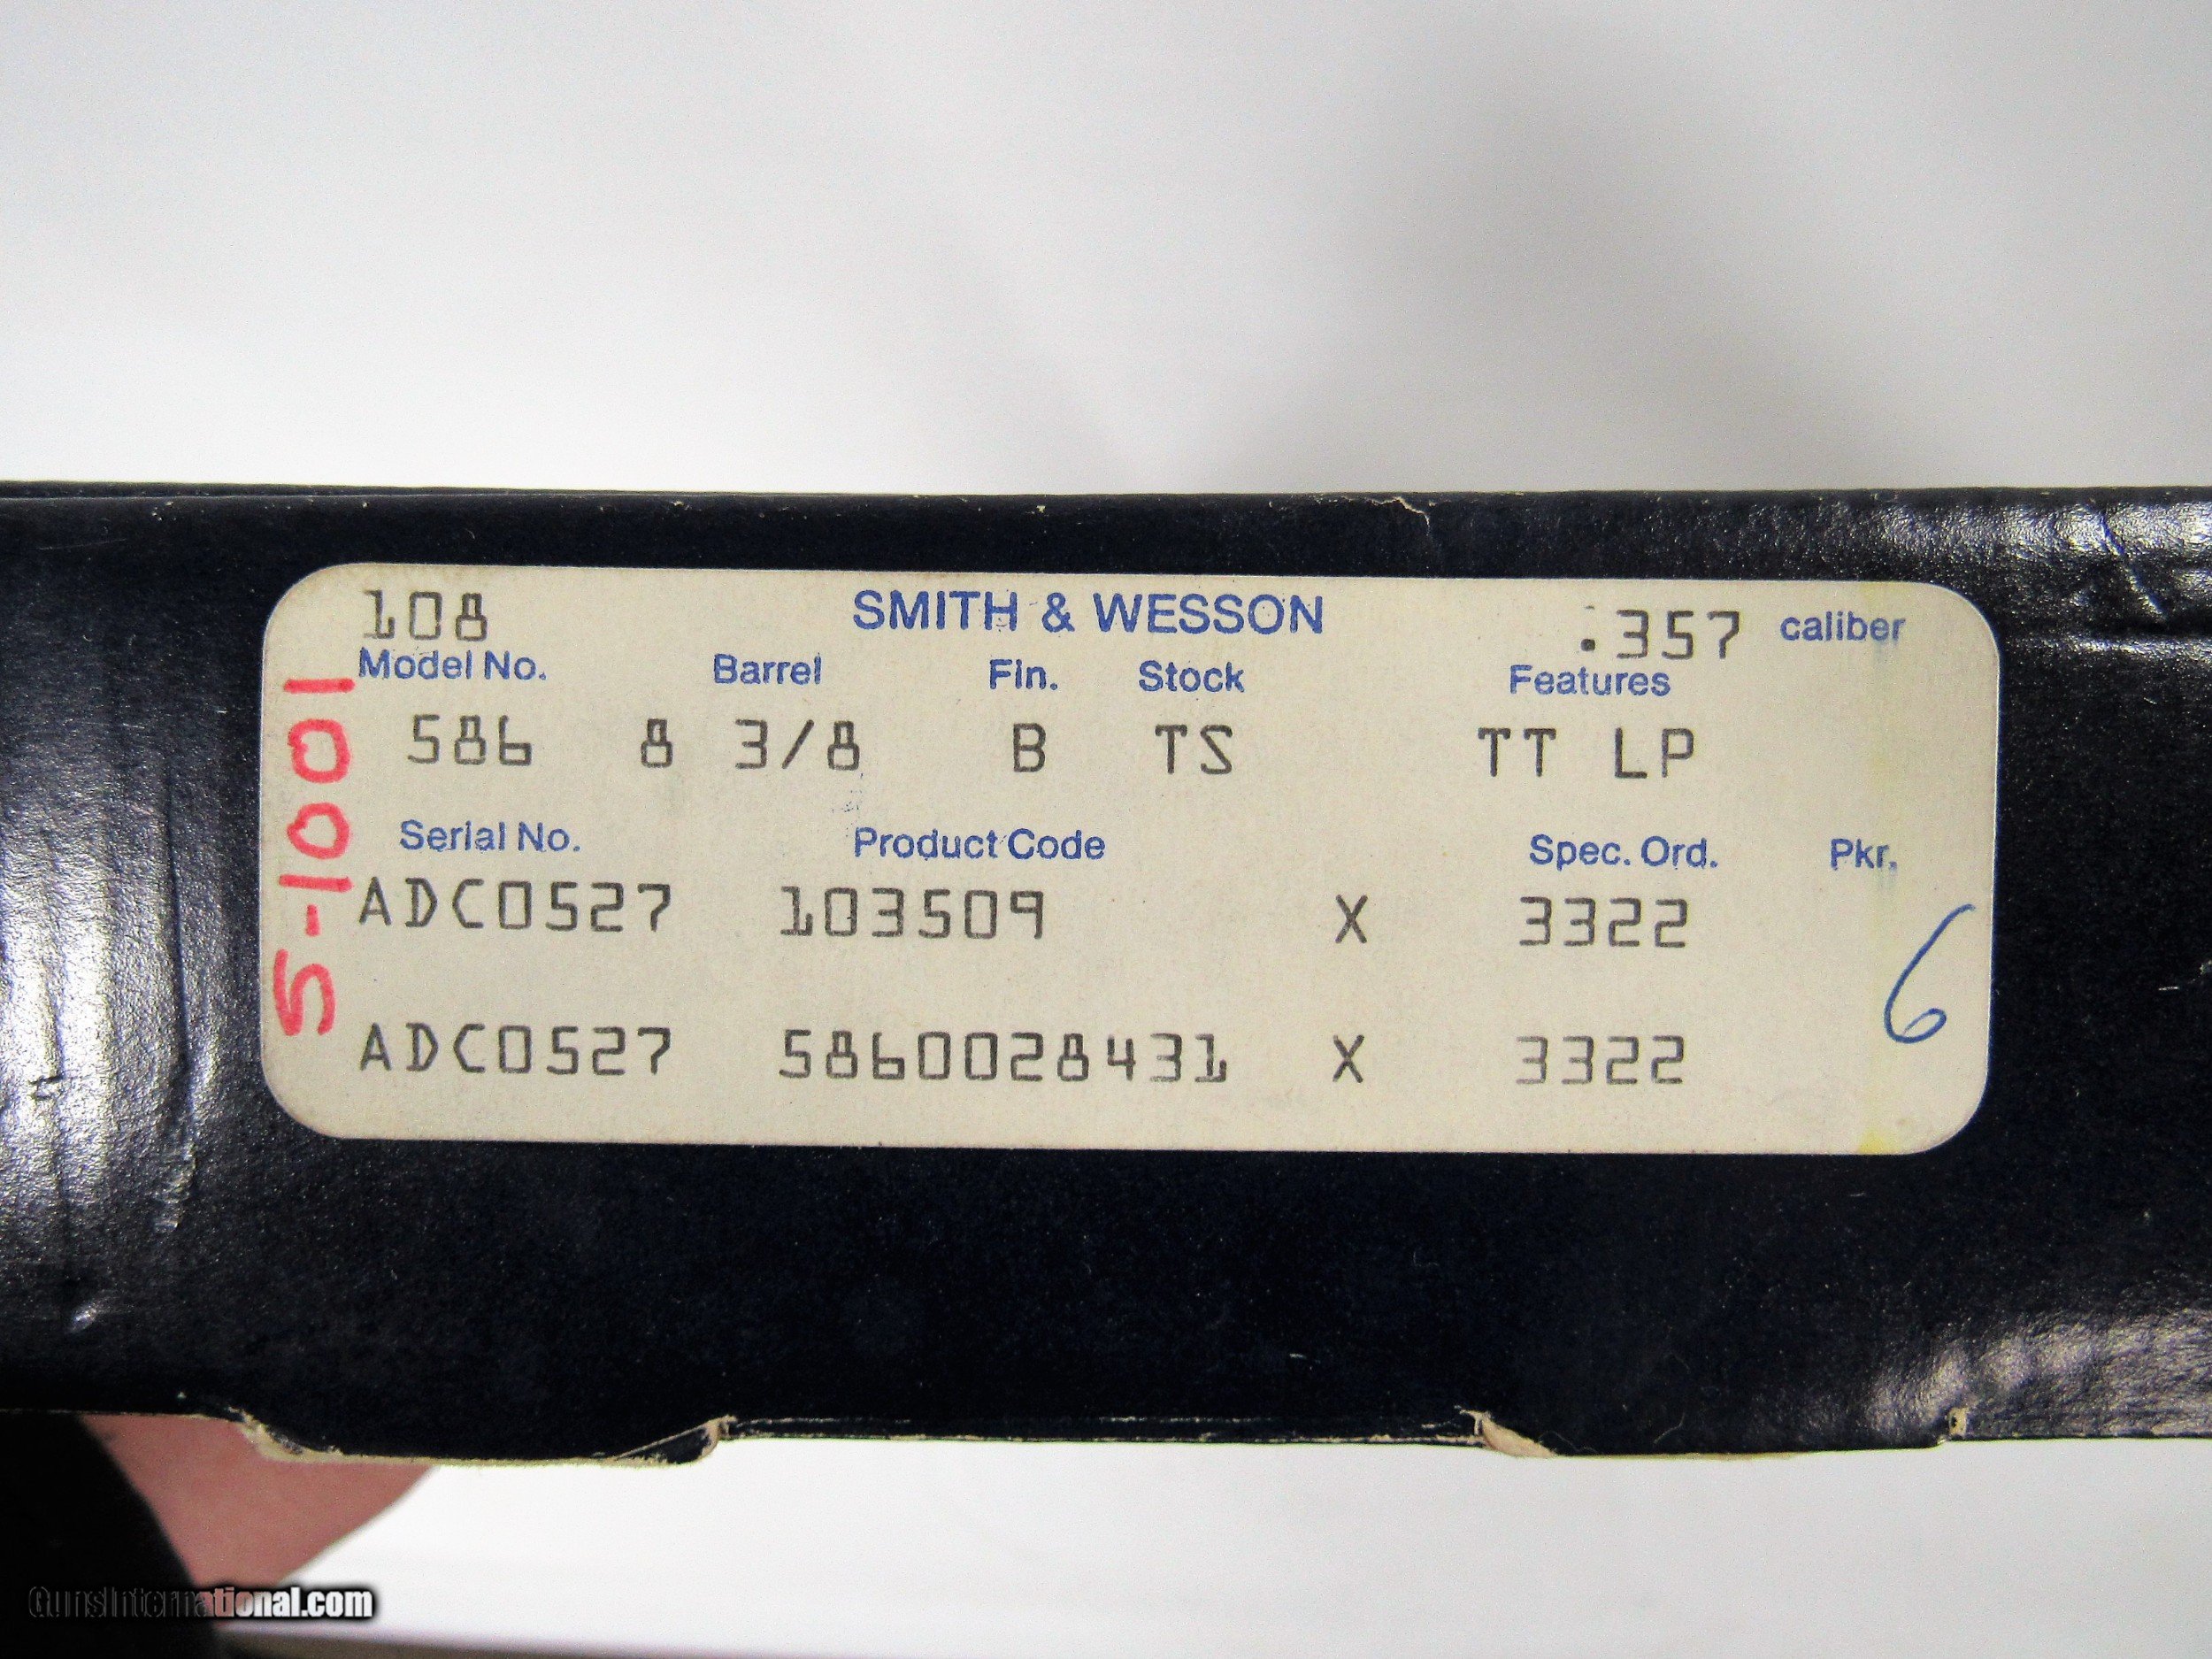 108 SMITH & WESSON .357 caliber
Model No. Barrel Fin. Stock Features
586 8 3/8 B TS TT LP
Serial No. Product Code Spec. Ord. Pkr.
ADC0527 103509 X 3322
6
ADC0527 5860028431 X 3322
5-1001
GunsInternational.com